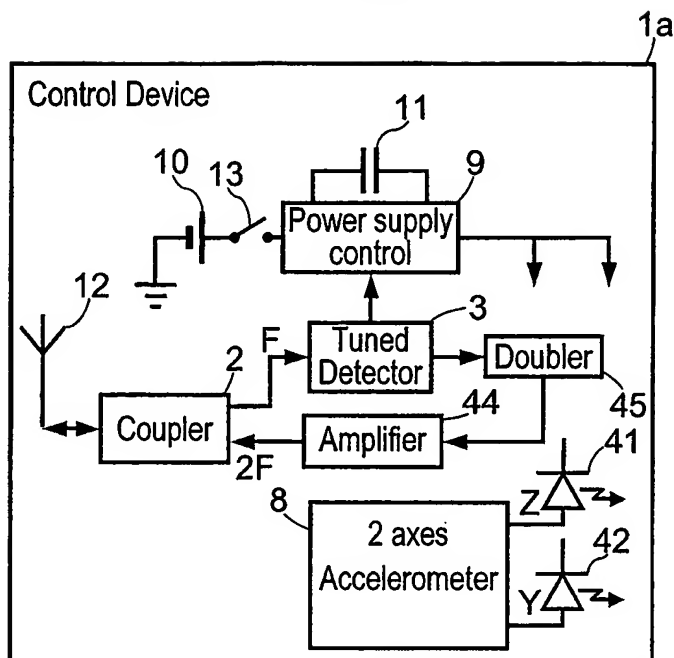 1a
Control Device
11
10
13
9
Power supply
control
12
F
3
2
Tuned
Detector
Doubler
44
45
Coupler
Amplifier
2F
41
8
Z
2 axes
Accelerometer
42
Y